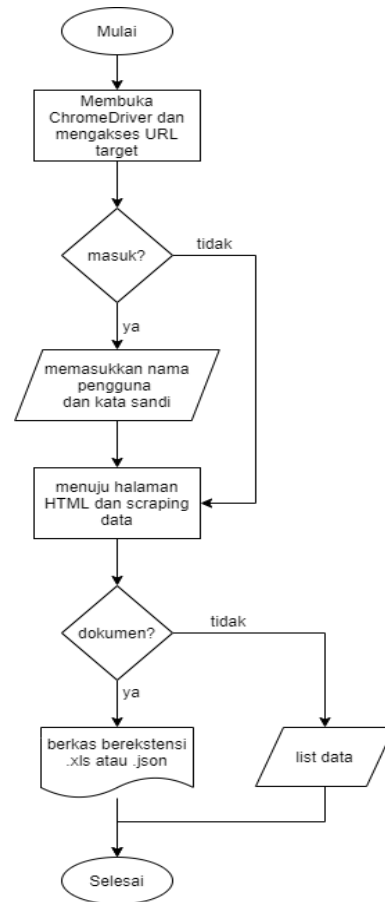 Mulai
Membuka
ChromeDriver dan
mengakses URL
target
masuk?
tidak
ya
memasukkan nama
pengguna
dan kata sandi
menuju halaman
HTML dan scraping
data
dokumen?
tidak
ya
berkas berekstensi
.xls atau .json
list data
Selesai